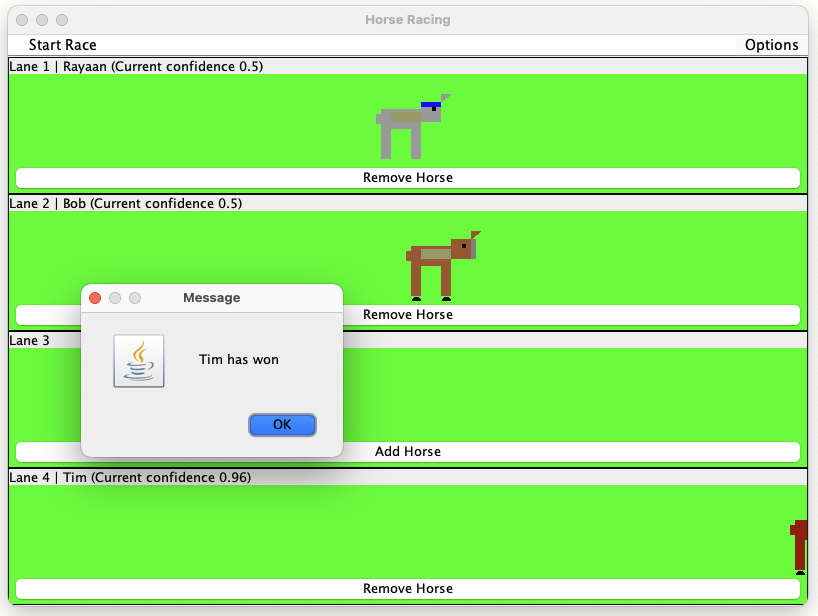 Horse Racing
Start Race
Options
Lane 1 | Rayaan (Current confidence 0.5)
Remove Horse
Lane 2 | Bob (Current confidence 0.5)
Remove Horse
Message
Tim has won
OK
Lane 3
Add Horse
Lane 4 | Tim (Current confidence 0.96)
Remove Horse